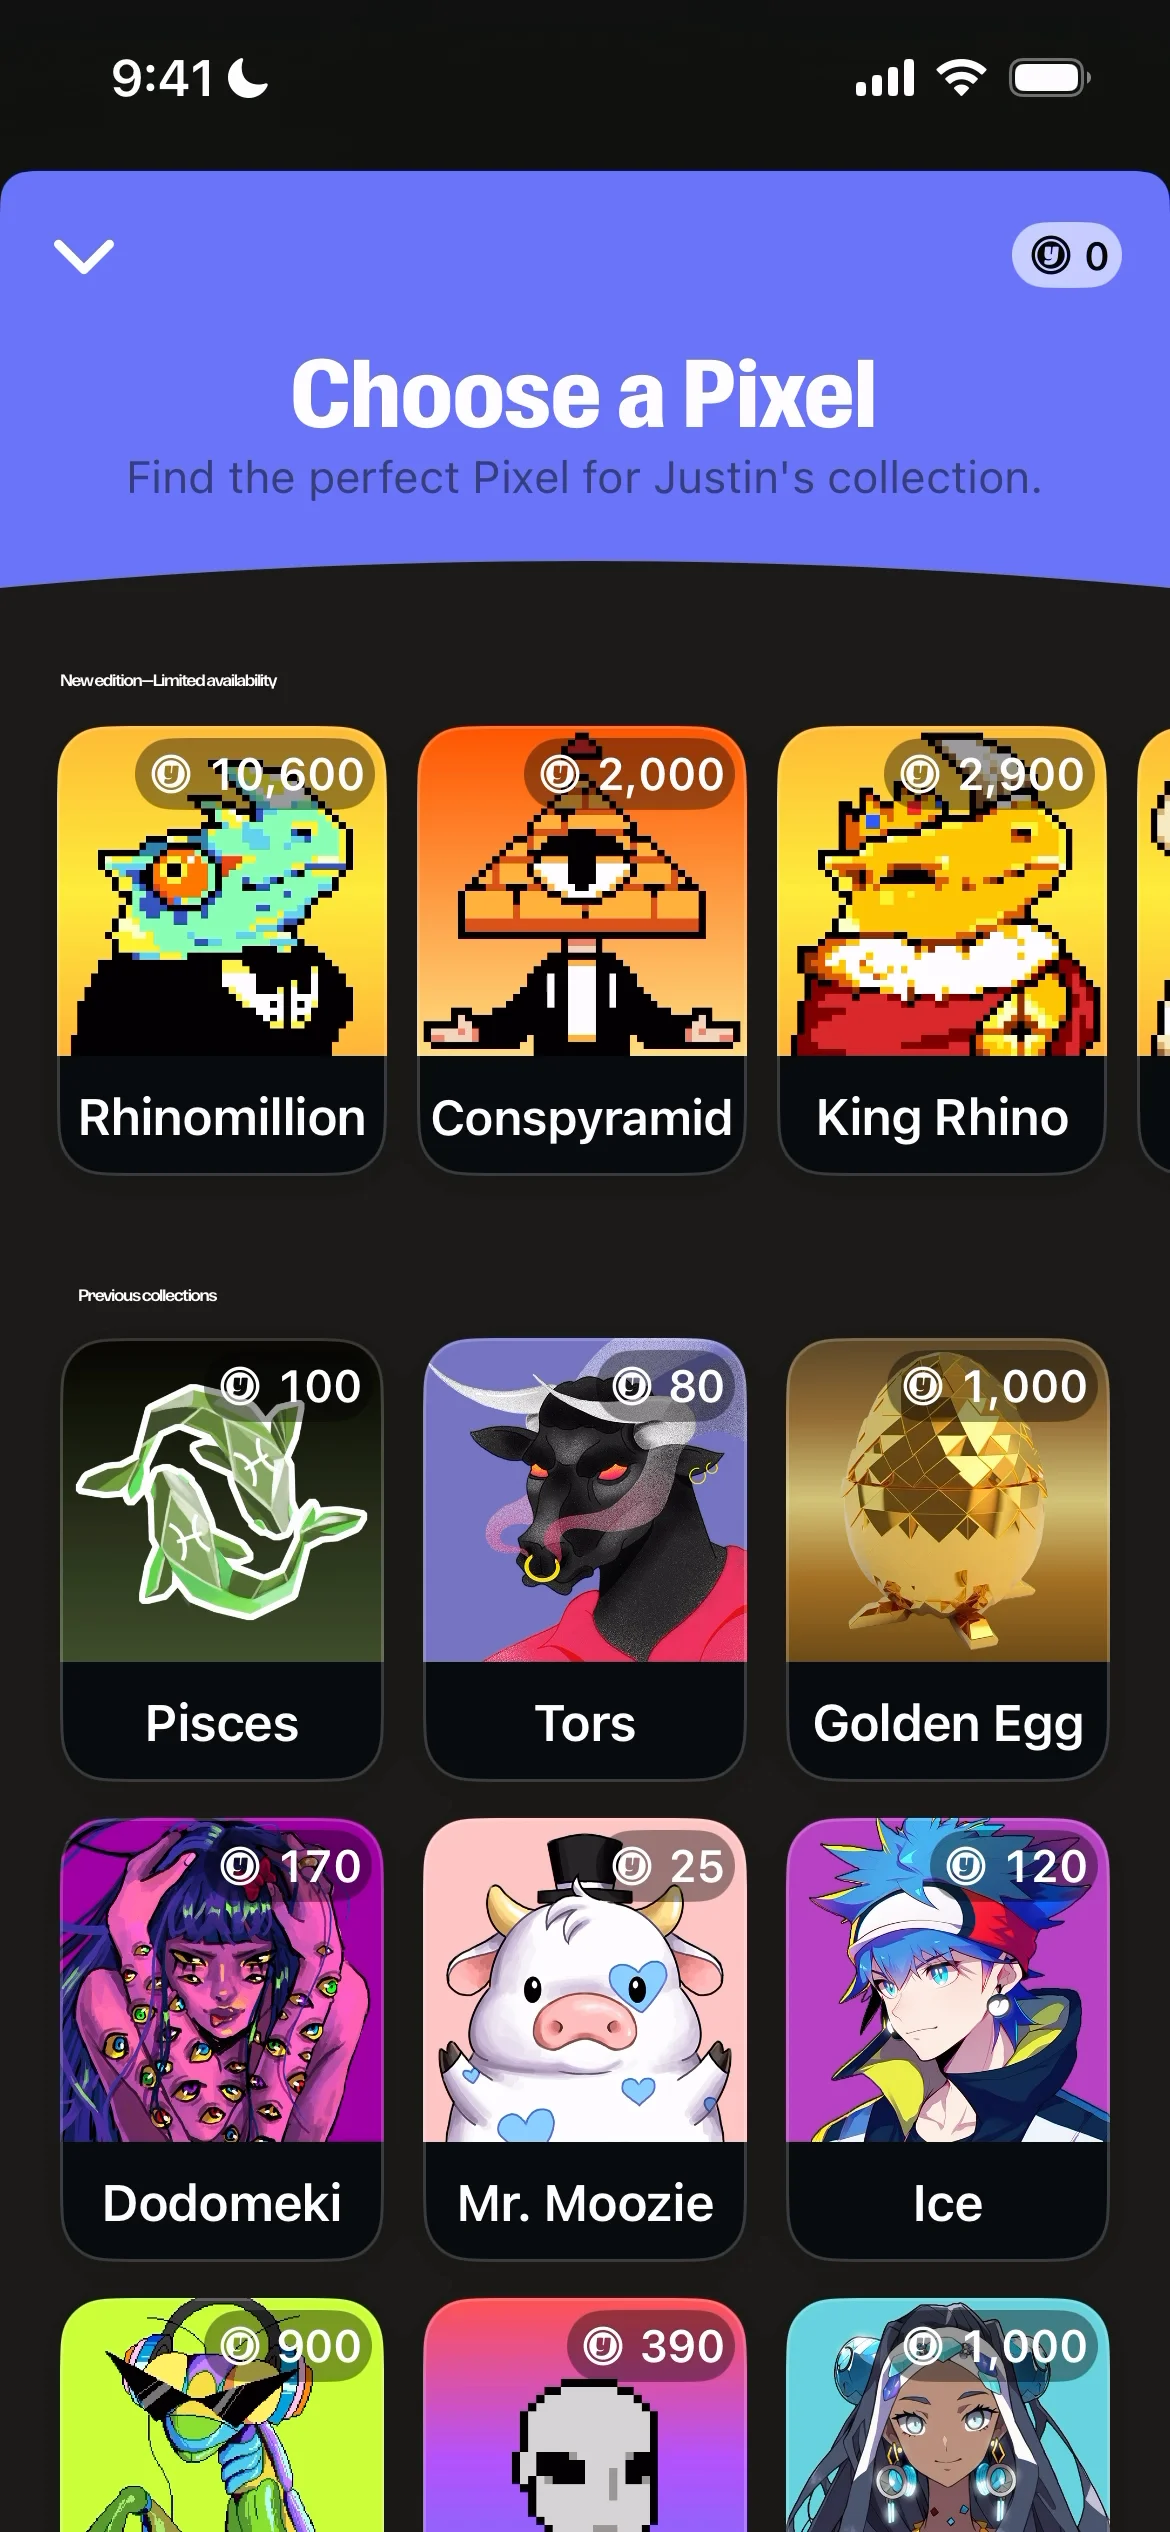 9:41
0
Choose a Pixel
Find the perfect Pixel for Justin's collection.
New edition—Limited availability
10,600
2,000
2,900
Rhinomillion
Conspyramid
King Rhino
Previous collections
100
80
1,000
Pisces
Tors
Golden Egg
170
25
120
Dodomeki
Mr. Moozie
Ice
900
390
1,000